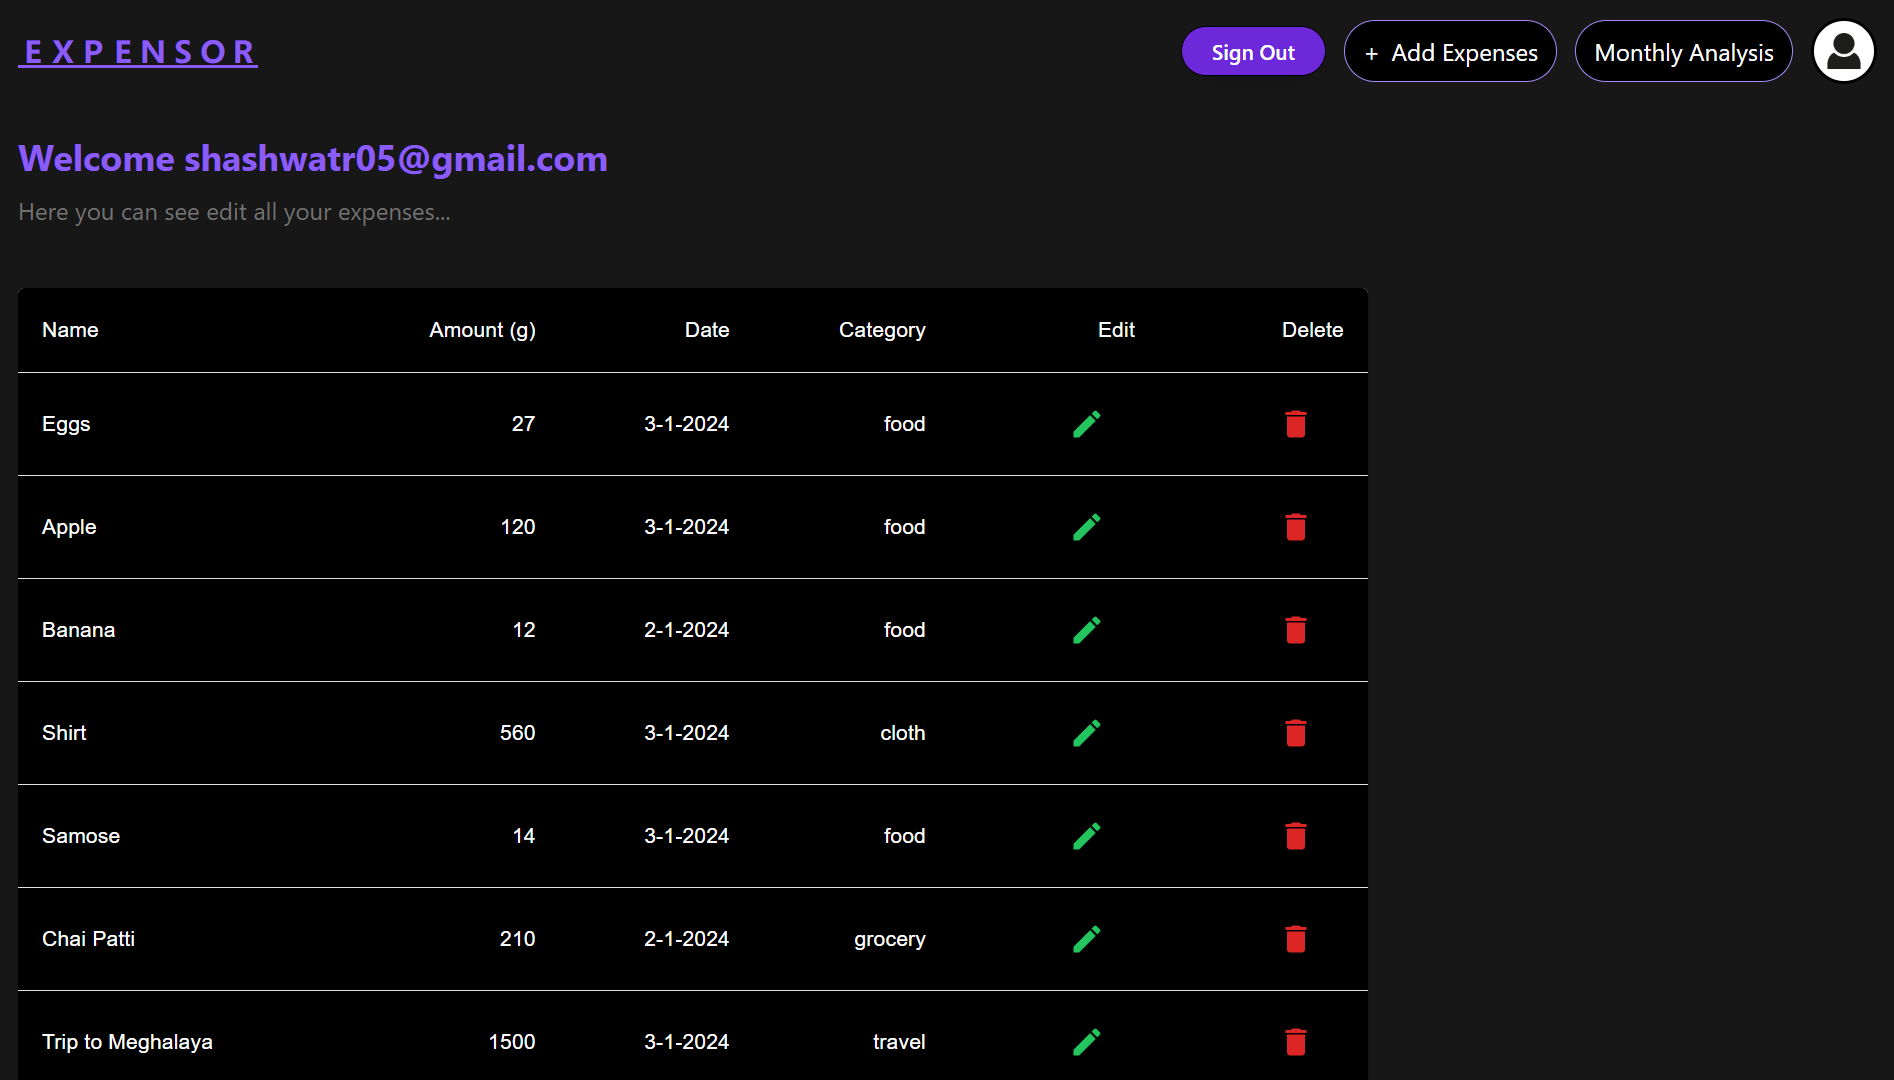 EXPENSOR
Sign Out
+ Add Expenses
Monthly Analysis
Welcome shashwatr05@gmail.com
Here you can see edit all your expenses...
Name Amount (g) Date Category Edit Delete
Eggs 27 3-1-2024 food
Apple 120 3-1-2024 food
Banana 12 2-1-2024 food
Shirt 560 3-1-2024 cloth
Samose 14 3-1-2024 food
Chai Patti 210 2-1-2024 grocery
Trip to Meghalaya 1500 3-1-2024 travel